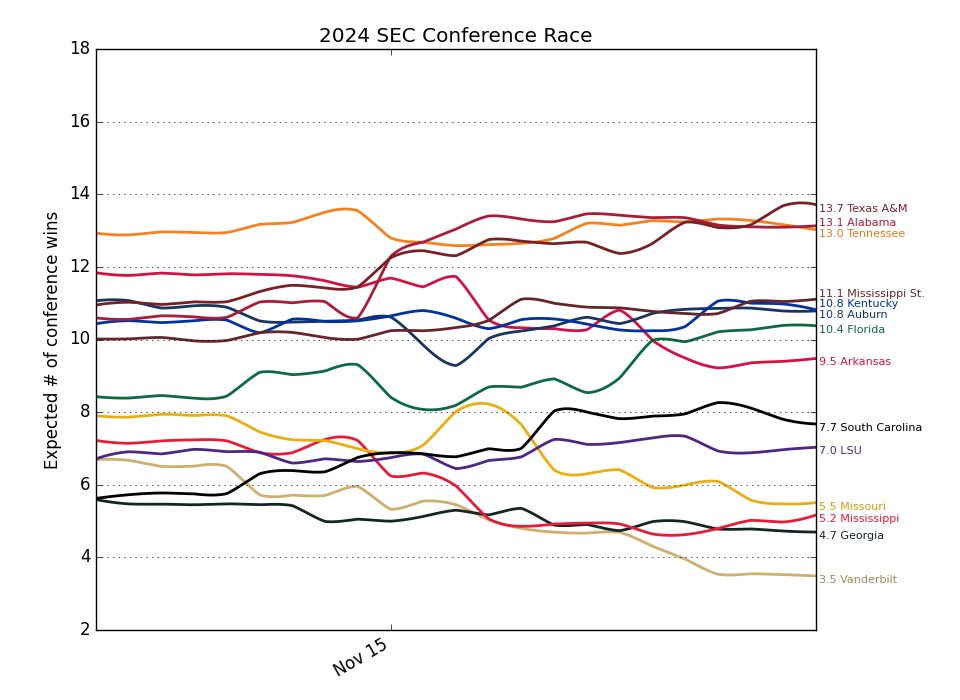 2024 SEC Conference Race
Expected # of conference wins
18
16
14
12
10
8
6
4
2
Nov 15
13.7 Texas A&M
13.1 Alabama
13.0 Tennessee
11.1 Mississippi St.
10.8 Kentucky
10.8 Auburn
10.4 Florida
9.5 Arkansas
7.7 South Carolina
7.0 LSU
5.5 Missouri
5.2 Mississippi
4.7 Georgia
3.5 Vanderbilt